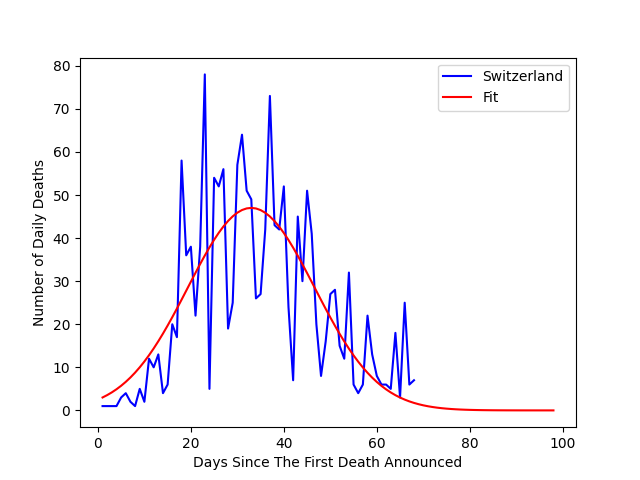 Switzerland
Fit
80
70
60
50
40
30
20
10
0
Number of Daily Deaths
0 20 40 60 80 100
Days Since The First Death Announced